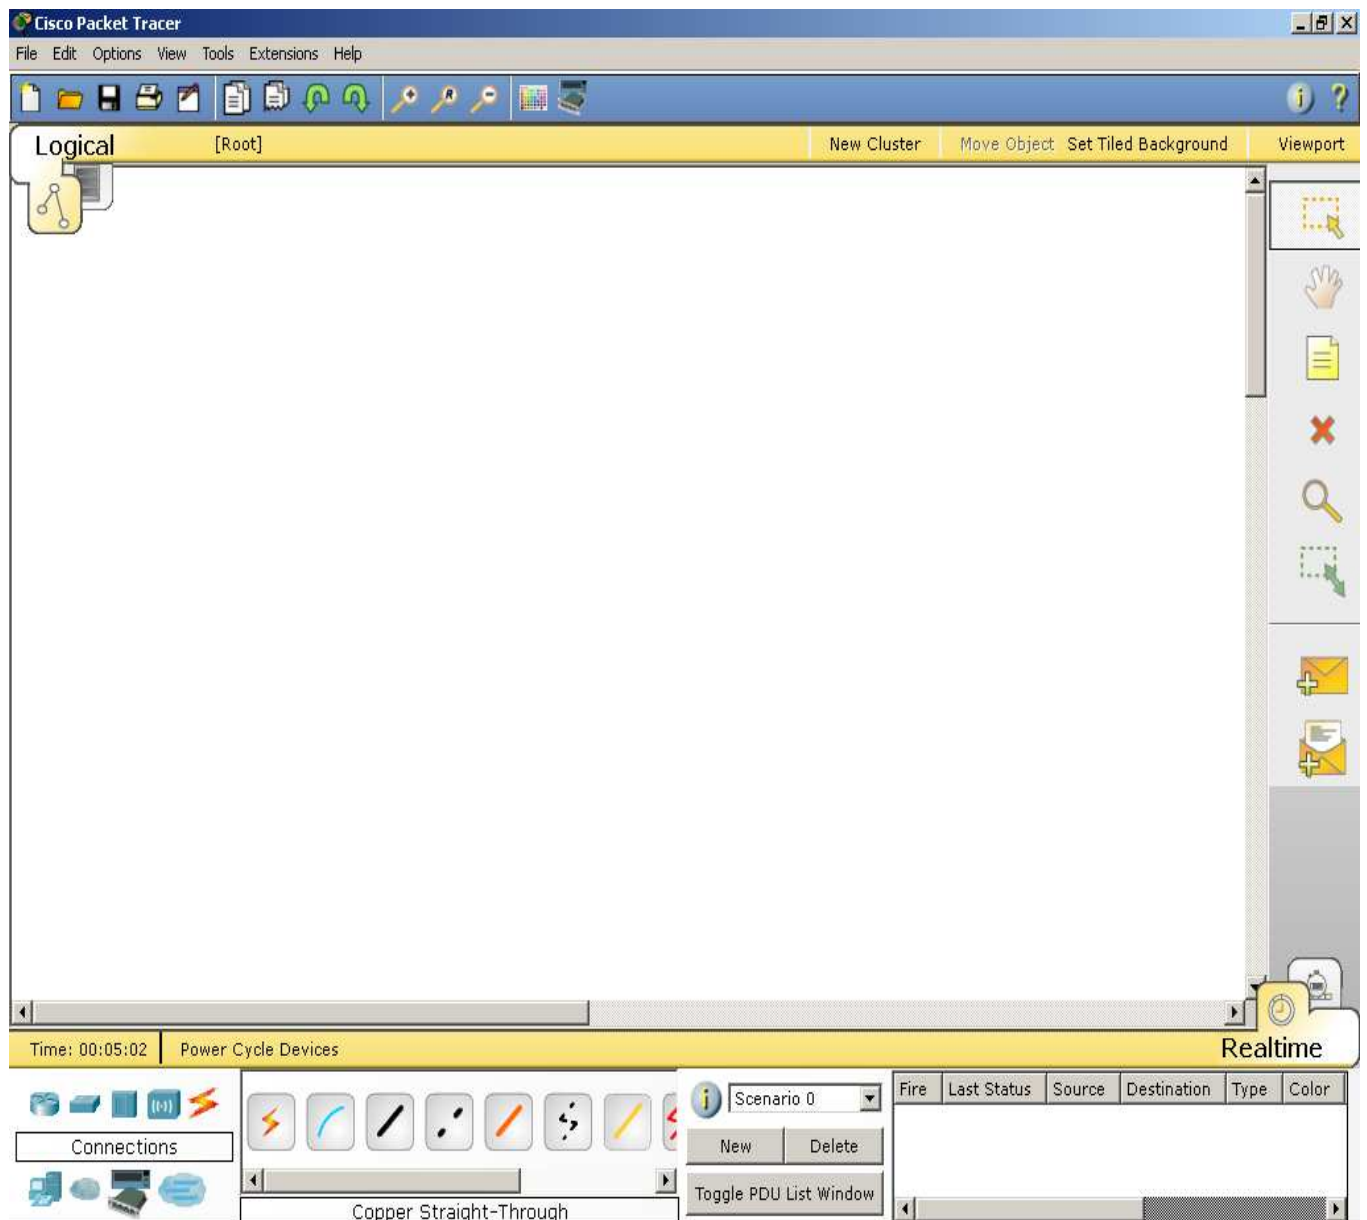 Cisco Packet Tracer
File Edit Options View Tools Extensions Help
Logical [Root] New Cluster Move Object Set Tiled Background Viewport
Time: 00:05:02 Power Cycle Devices Realtime
Scenario 0
Fire Last Status Source Destination Type Color
Connections
New Delete
Toggle PDU List Window
Copper Straight-Through